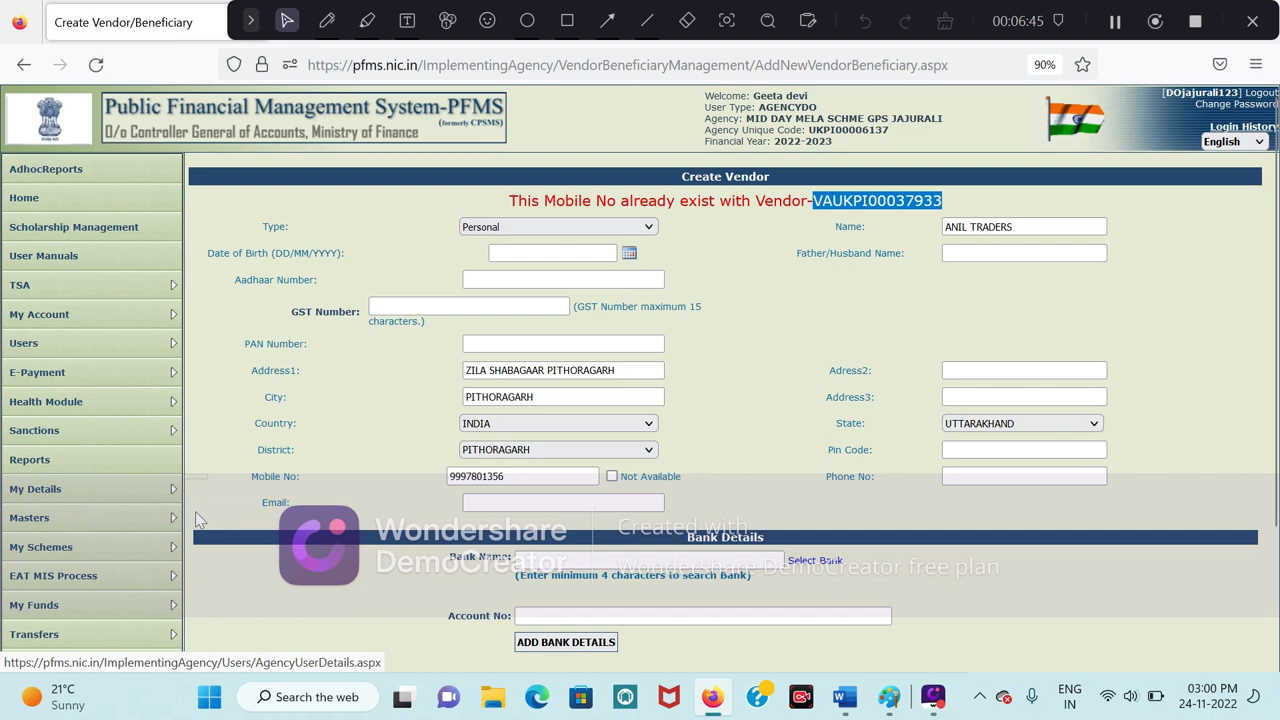 Create Vendor/Beneficiary
00:06:45
https://pfms.nic.in/ImplementingAgency/VendorBeneficiaryManagement/AddNewVendorBeneficiary.aspx
90%
Public Financial Management System-PFMS
(formerly CPSMS)
O/o Controller General of Accounts, Ministry of Finance
Welcome: Geeta devi
User Type: AGENCYDO
Agency: MID DAY MELA SCHME GPS JAJURALI
Agency Unique Code: UKPI00006137
Financial Year: 2022-2023
[DOjajurali123] Logout
Change Password
Login History
English
AdhocReports
Home
Scholarship Management
User Manuals
TSA
My Account
Users
E-Payment
Health Module
Sanctions
Reports
My Details
Masters
My Schemes
EAT MIS Process
My Funds
Transfers
Create Vendor
This Mobile No already exist with Vendor-VAUKPI00037933
Type: Personal Name: ANIL TRADERS
Date of Birth (DD/MM/YYYY): Father/Husband Name:
Aadhaar Number:
GST Number: (GST Number maximum 15
characters.)
PAN Number:
Address1: ZILA SHABAGAAR PITHORAGARH Adress2:
City: PITHORAGARH Address3:
Country: INDIA State: UTTARAKHAND
District: PITHORAGARH Pin Code:
Mobile No: 9997801356 Not Available Phone No:
Email:
Wondershare
DemoCreator
Created with
Wondershare DemoCreator free plan
Bank Details
Bank Name: Select Bank
(Enter minimum 4 characters to search Bank)
Account No:
ADD BANK DETAILS
https://pfms.nic.in/ImplementingAgency/Users/AgencyUserDetails.aspx
21°C
Sunny
Search the web
ENG
IN
03:00 PM
24-11-2022